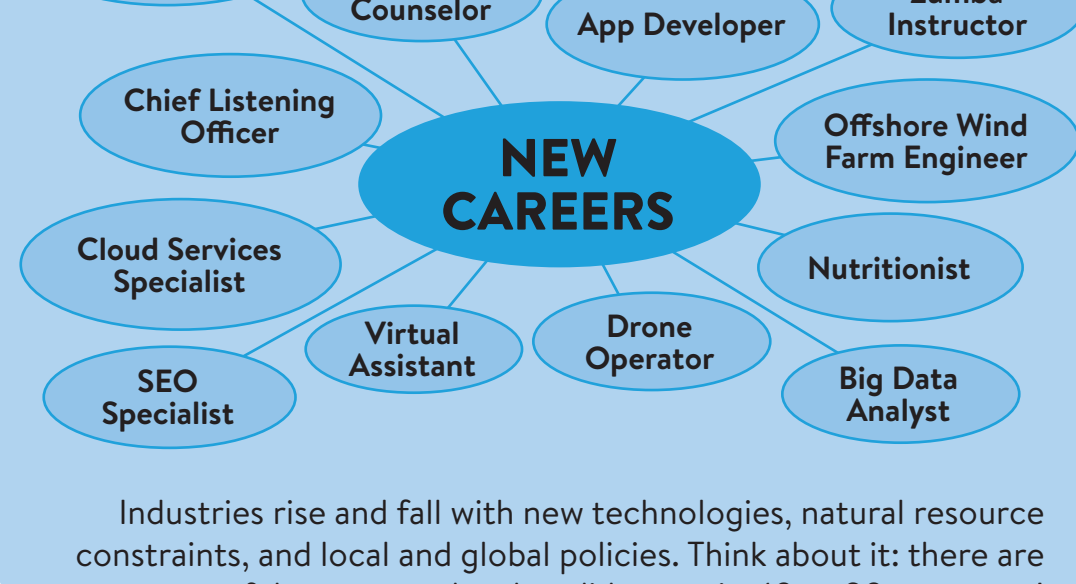 Counselor
App Developer
Zumba
Instructor
Chief Listening
Officer
Offshore Wind
Farm Engineer
NEW
CAREERS
Cloud Services
Specialist
Nutritionist
Virtual
Assistant
Drone
Operator
SEO
Specialist
Big Data
Analyst
Industries rise and fall with new technologies, natural resource
constraints, and local and global policies. Think about it: there are